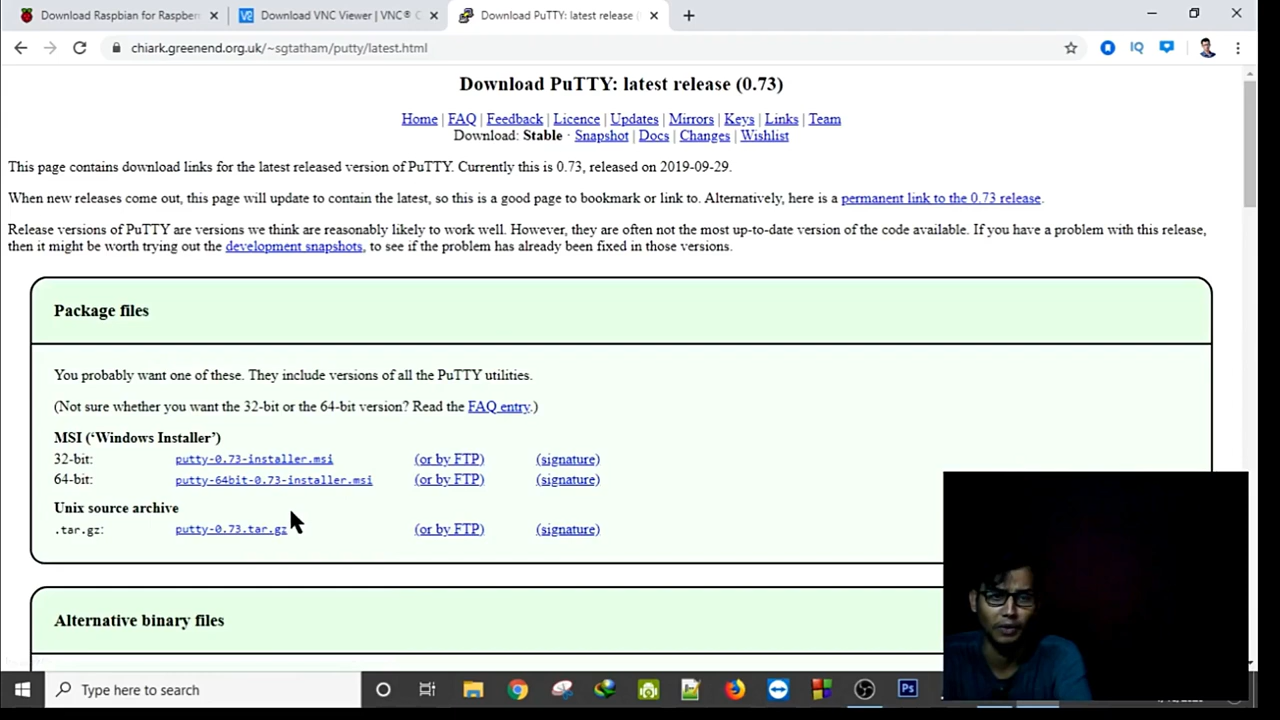 Download Raspbian for Raspber
Download VNC Viewer | VNC® C
Download PuTTY: latest release (
chiark.greenend.org.uk/~sgtatham/putty/latest.html
Download PuTTY: latest release (0.73)
Home | FAQ | Feedback | Licence | Updates | Mirrors | Keys | Links | Team
Download: Stable · Snapshot | Docs | Changes | Wishlist
This page contains download links for the latest released version of PuTTY. Currently this is 0.73, released on 2019-09-29.
When new releases come out, this page will update to contain the latest, so this is a good page to bookmark or link to. Alternatively, here is a permanent link to the 0.73 release.
Release versions of PuTTY are versions we think are reasonably likely to work well. However, they are often not the most up-to-date version of the code available. If you have a problem with this release,
then it might be worth trying out the development snapshots, to see if the problem has already been fixed in those versions.
Package files
You probably want one of these. They include versions of all the PuTTY utilities.
(Not sure whether you want the 32-bit or the 64-bit version? Read the FAQ entry.)
MSI (‘Windows Installer’)
32-bit: putty-0.73-installer.msi (or by FTP) (signature)
64-bit: putty-64bit-0.73-installer.msi (or by FTP) (signature)
Unix source archive
.tar.gz: putty-0.73.tar.gz (or by FTP) (signature)
Alternative binary files
Type here to search
Ps